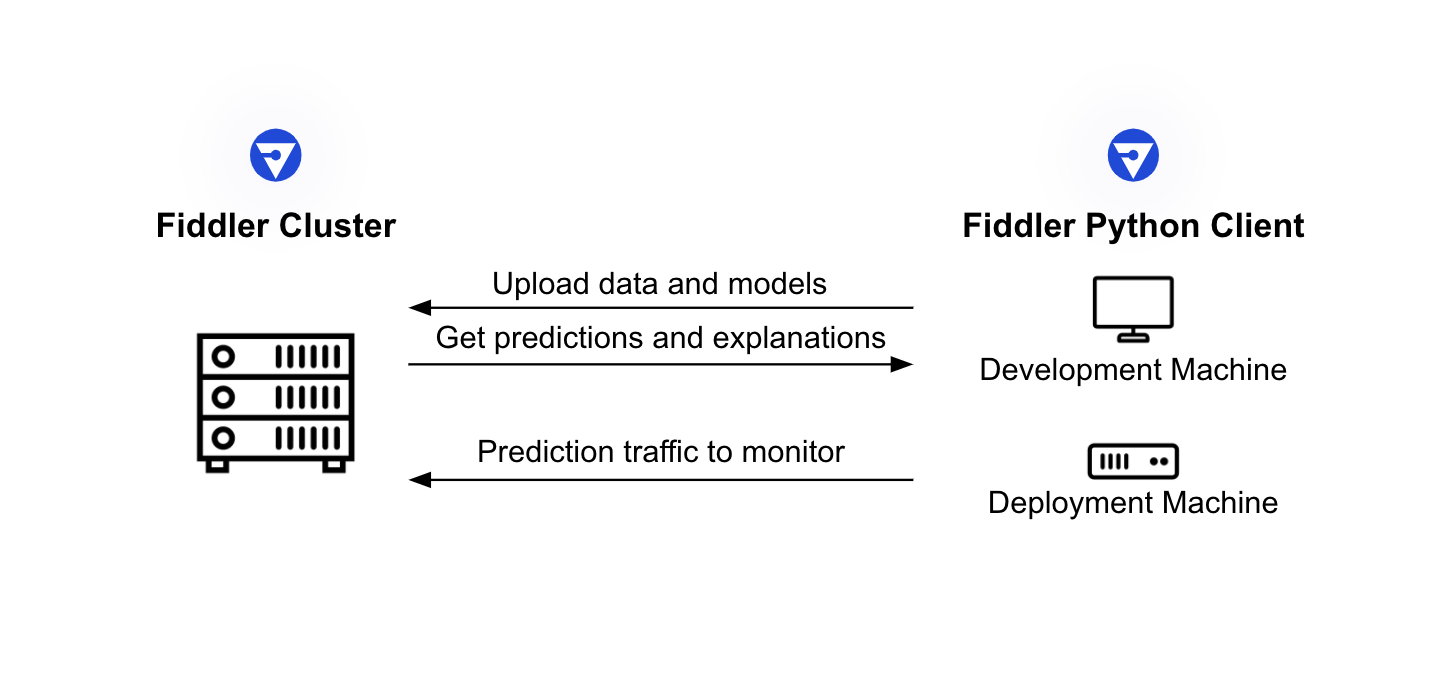 Fiddler Cluster
Fiddler Python Client
Upload data and models
Get predictions and explanations
Development Machine
Prediction traffic to monitor
Deployment Machine